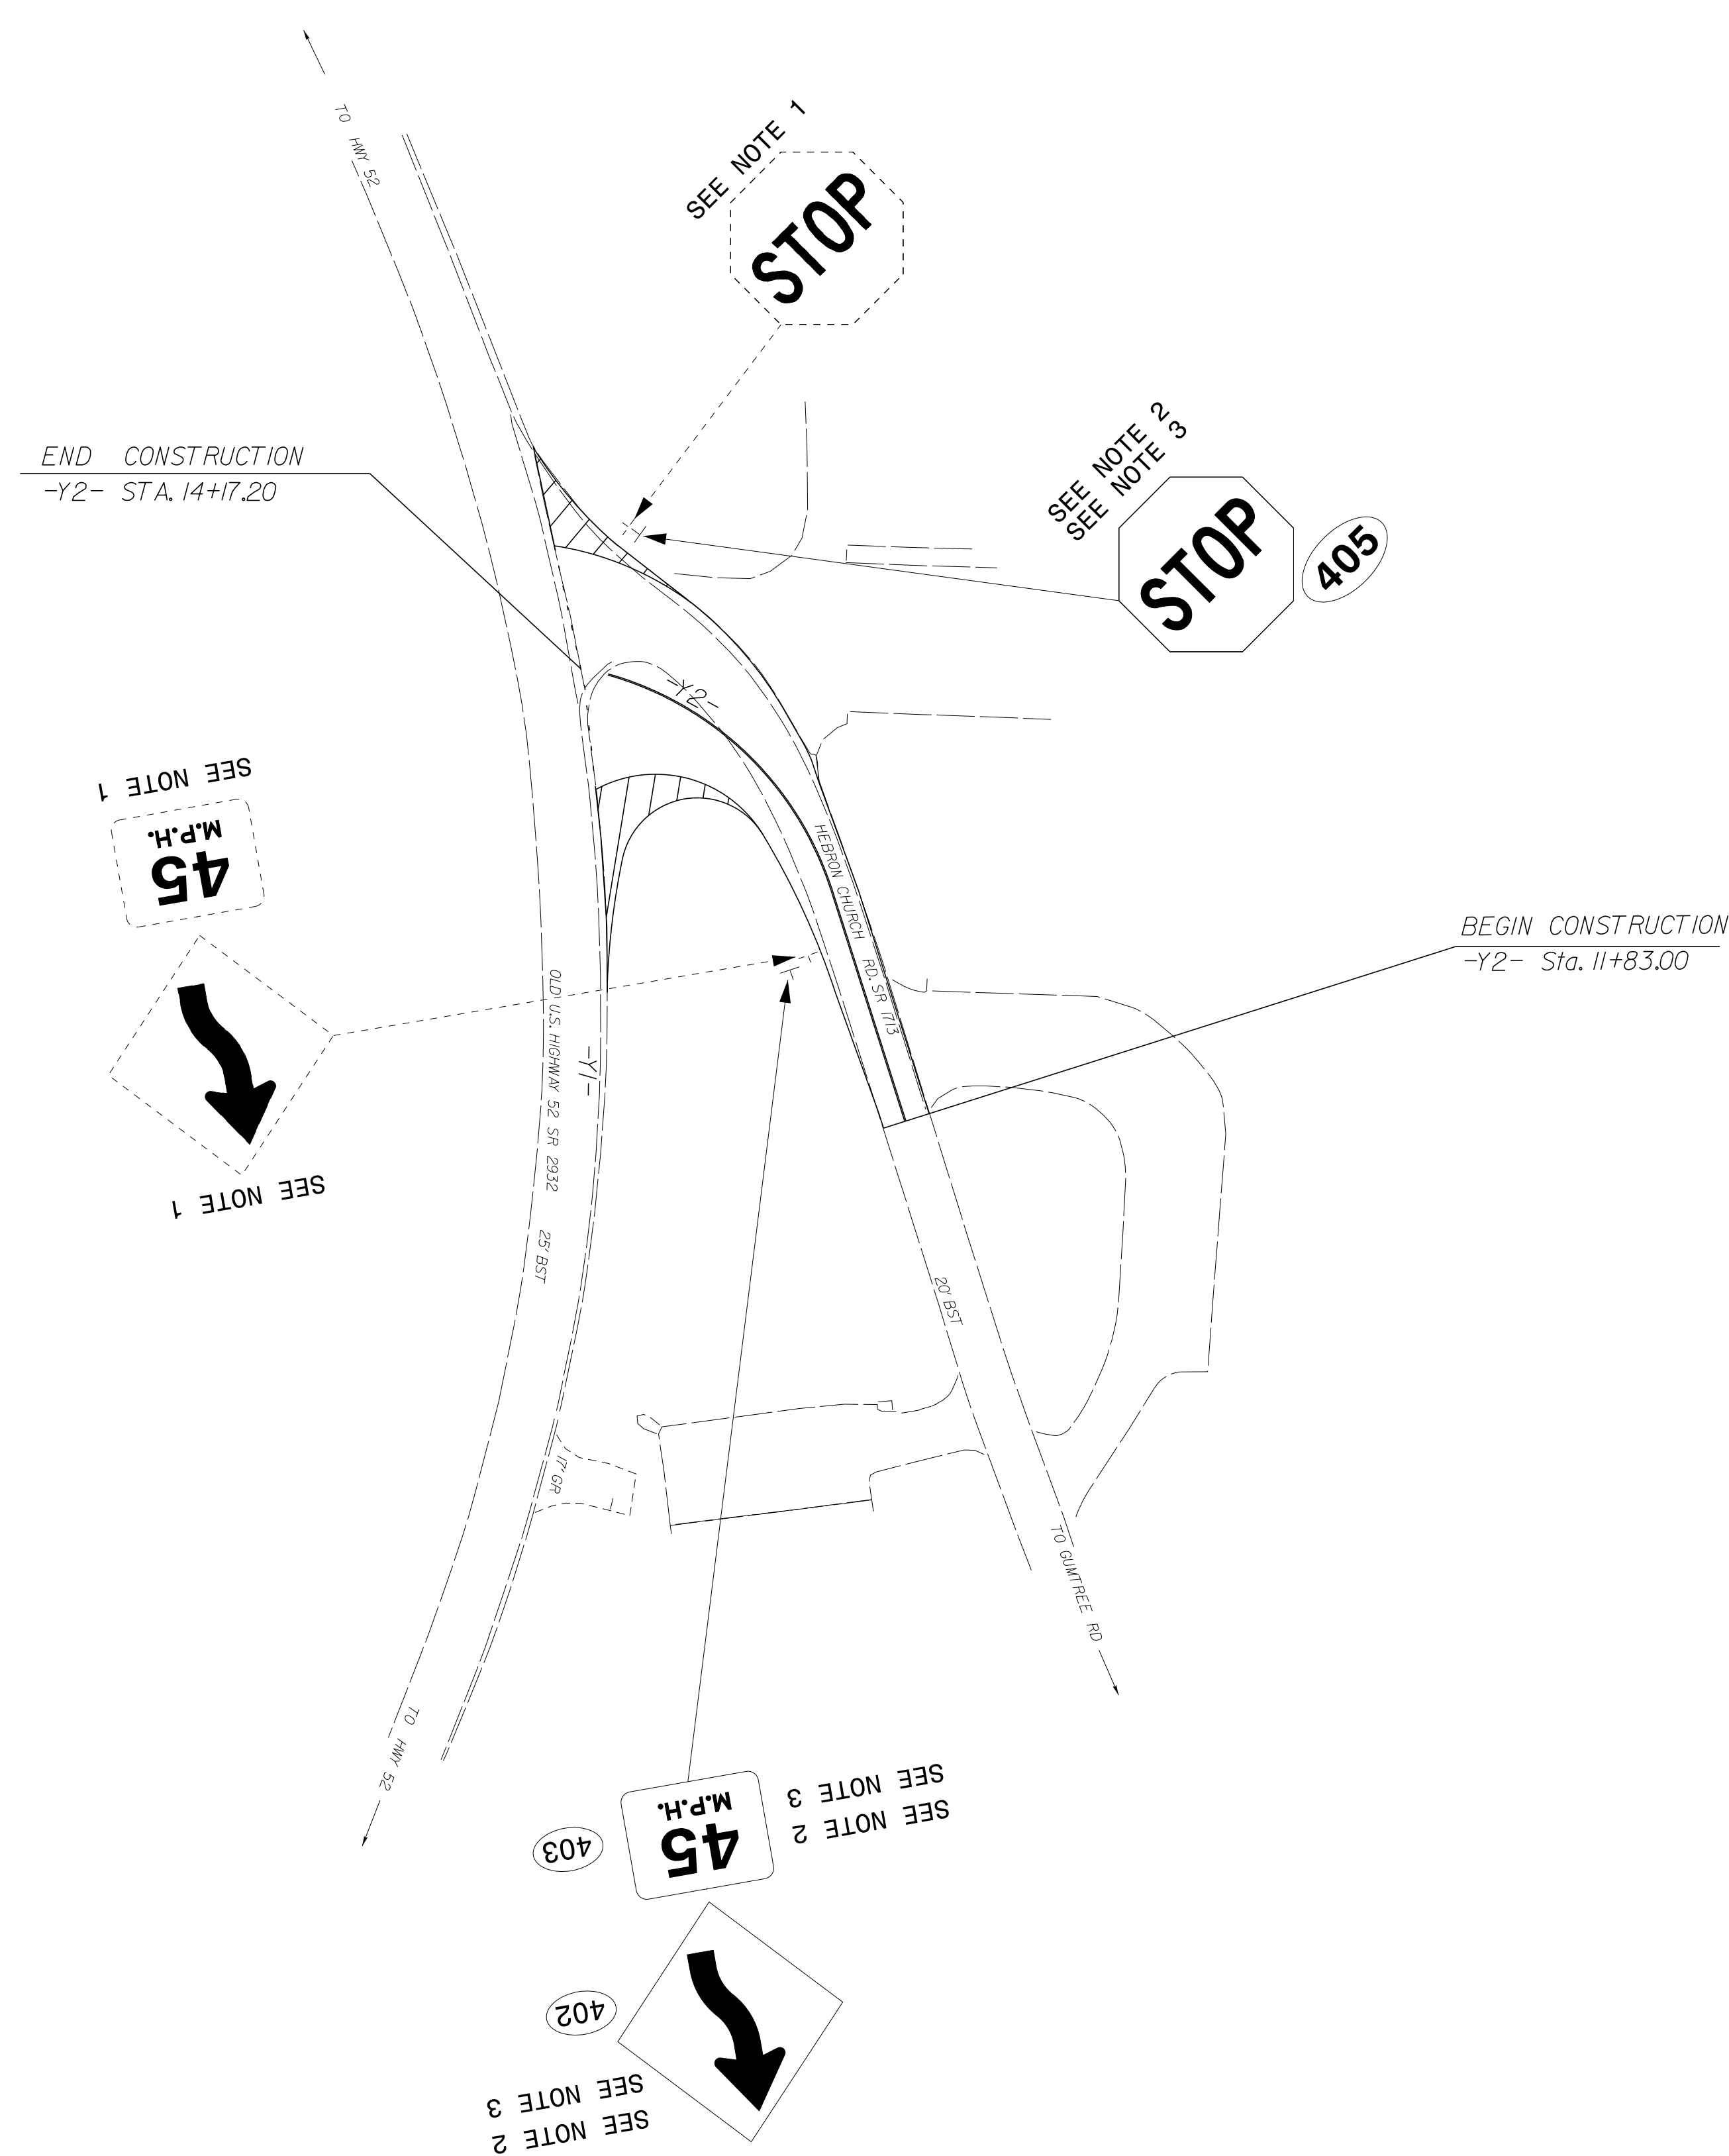 TO HWY 52
SEE NOTE 1
STOP
END CONSTRUCTION
-Y2- STA. 14+17.20
SEE NOTE 2
SEE NOTE 3
STOP
405
-Y2-
SEE NOTE 1
45
M.P.H.
SEE NOTE 1
HEBRON CHURCH RD. SR 1713
BEGIN CONSTRUCTION
-Y2- Sta. 11+83.00
OLD U.S. HIGHWAY 52 SR 2932
-Y1-
25' BST
20' BST
17' GR
TO GUMTREE RD
TO HWY 52
403
45
M.P.H.
SEE NOTE 2
SEE NOTE 3
402
SEE NOTE 2
SEE NOTE 3